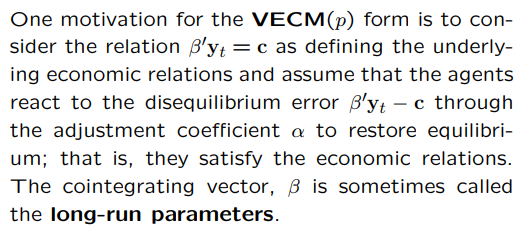 One motivation for the VECM(p) form is to con-
sider the relation β′yₜ = c as defining the underly-
ing economic relations and assume that the agents
react to the disequilibrium error β′yₜ − c through
the adjustment coefficient α to restore equilibri-
um; that is, they satisfy the economic relations.
The cointegrating vector, β is sometimes called
the long-run parameters.